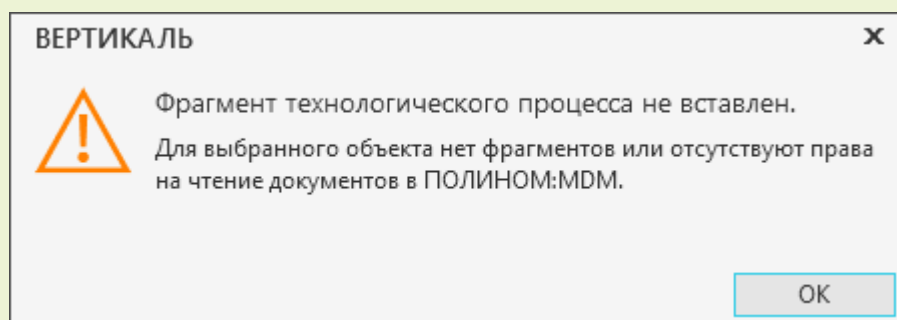 ВЕРТИКАЛЬ
Фрагмент технологического процесса не вставлен.
Для выбранного объекта нет фрагментов или отсутствуют права
на чтение документов в ПОЛИНОМ:MDM.
ОК